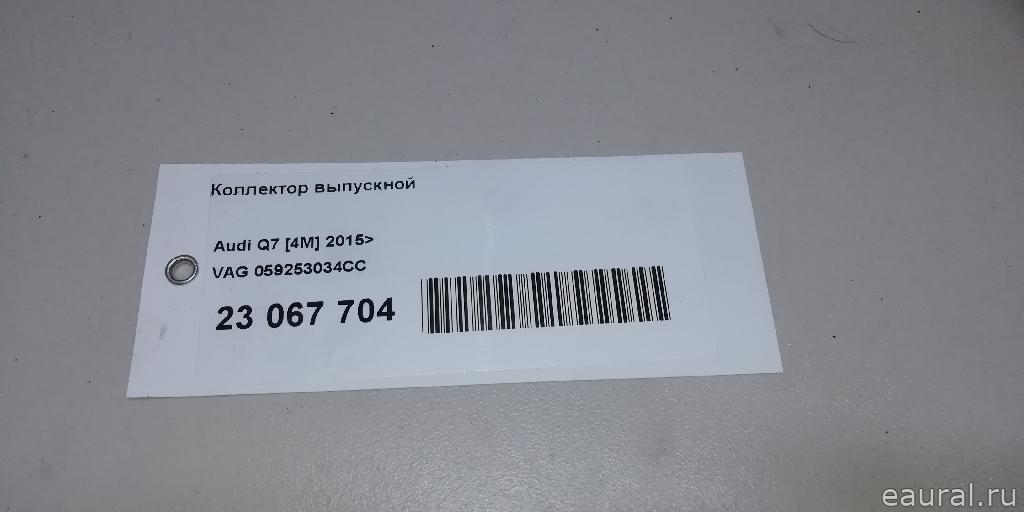 Коллектор выпускной
Audi Q7 [4M] 2015>
VAG 059253034CC
23 067 704
eaural.ru